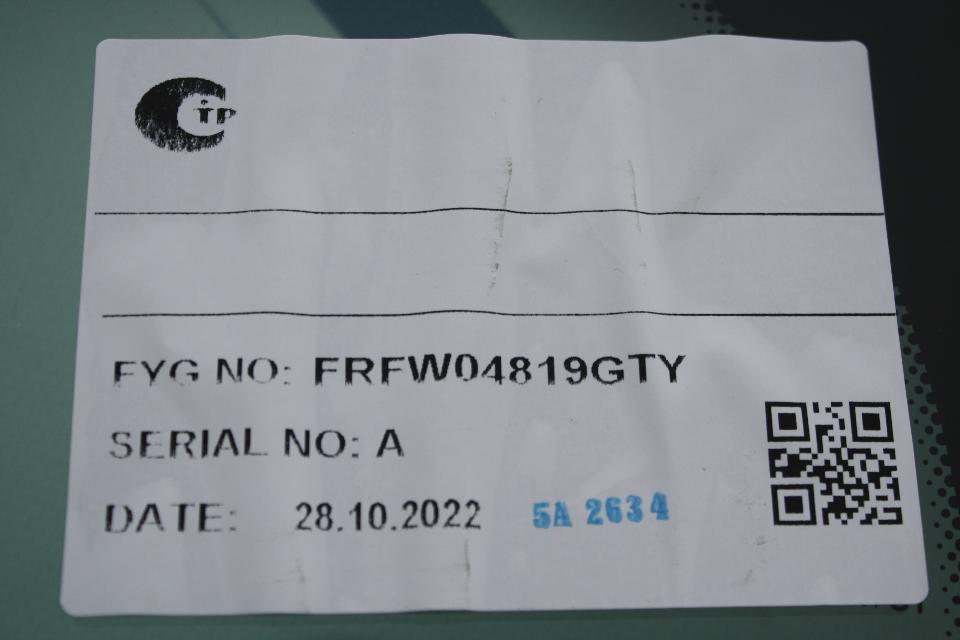 FYG NO: FRFW04819GTY
SERIAL NO: A
DATE: 28.10.2022 5A 2634